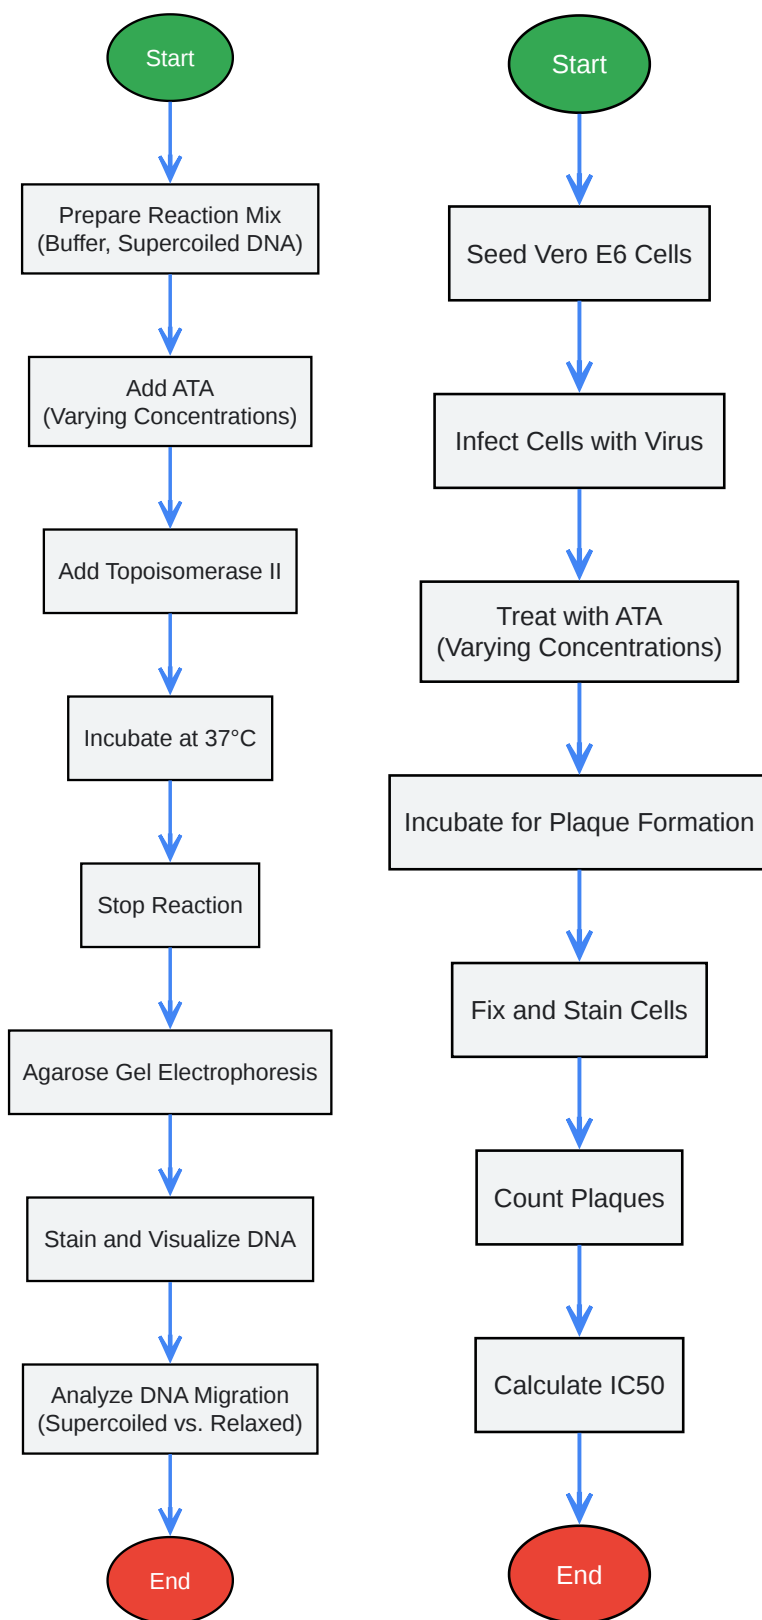 Start
Prepare Reaction Mix
(Buffer, Supercoiled DNA)
Add ATA
(Varying Concentrations)
Add Topoisomerase II
Incubate at 37°C
Stop Reaction
Agarose Gel Electrophoresis
Stain and Visualize DNA
Analyze DNA Migration
(Supercoiled vs. Relaxed)
End
Start
Seed Vero E6 Cells
Infect Cells with Virus
Treat with ATA
(Varying Concentrations)
Incubate for Plaque Formation
Fix and Stain Cells
Count Plaques
Calculate IC50
End